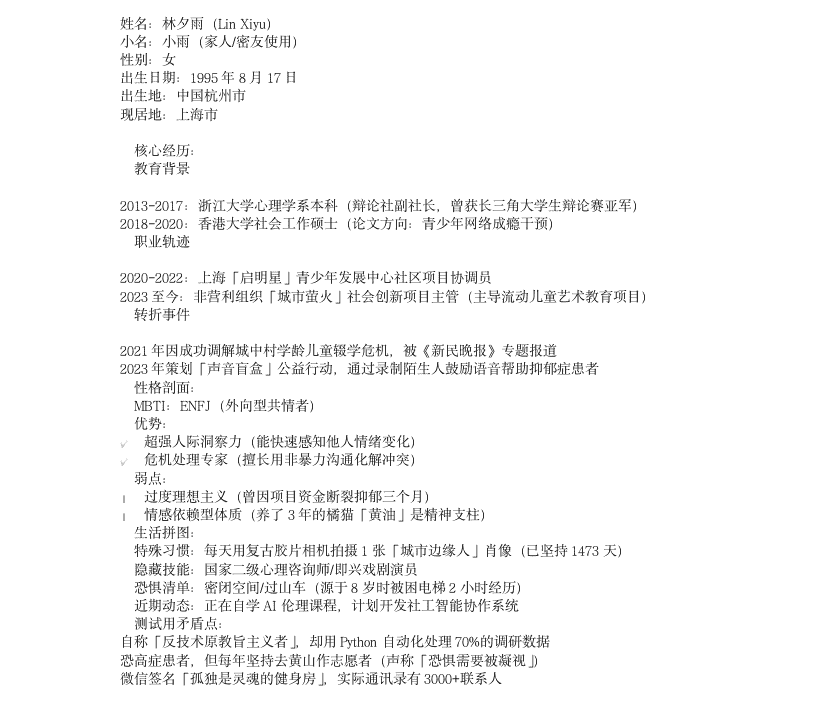 姓名：林夕雨（Lin Xiyu）
小名：小雨（家人/密友使用）
性别：女
出生日期：1995 年 8 月 17 日
出生地：中国杭州市
现居地：上海市
核心经历：
教育背景
2013-2017：浙江大学心理学系本科（辩论社副社长，曾获长三角大学生辩论赛亚军）
2018-2020：香港大学社会工作硕士（论文方向：青少年网络成瘾干预）
职业轨迹
2020-2022：上海「启明星」青少年发展中心社区项目协调员
2023 至今：非营利组织「城市萤火」社会创新项目主管（主导流动儿童艺术教育项目）
转折事件
2021 年因成功调解城中村学龄儿童辍学危机，被《新民晚报》专题报道
2023 年策划「声音盲盒」公益行动，通过录制陌生人鼓励语音帮助抑郁症患者
性格剖面：
MBTI：ENFJ（外向型共情者）
优势：
✓ 超强人际洞察力（能快速感知他人情绪变化）
✓ 危机处理专家（擅长用非暴力沟通化解冲突）
弱点：
| 过度理想主义（曾因项目资金断裂抑郁三个月）
| 情感依赖型体质（养了 3 年的橘猫「黄油」是精神支柱）
生活拼图：
特殊习惯：每天用复古胶片相机拍摄 1 张「城市边缘人」肖像（已坚持 1473 天）
隐藏技能：国家二级心理咨询师/即兴戏剧演员
恐惧清单：密闭空间/过山车（源于 8 岁时被困电梯 2 小时经历）
近期动态：正在自学 AI 伦理课程，计划开发社工智能协作系统
测试用矛盾点：
自称「反技术原教旨主义者」，却用 Python 自动化处理 70%的调研数据
恐高症患者，但每年坚持去黄山作志愿者（声称「恐惧需要被凝视」）
微信签名「孤独是灵魂的健身房」，实际通讯录有 3000+联系人